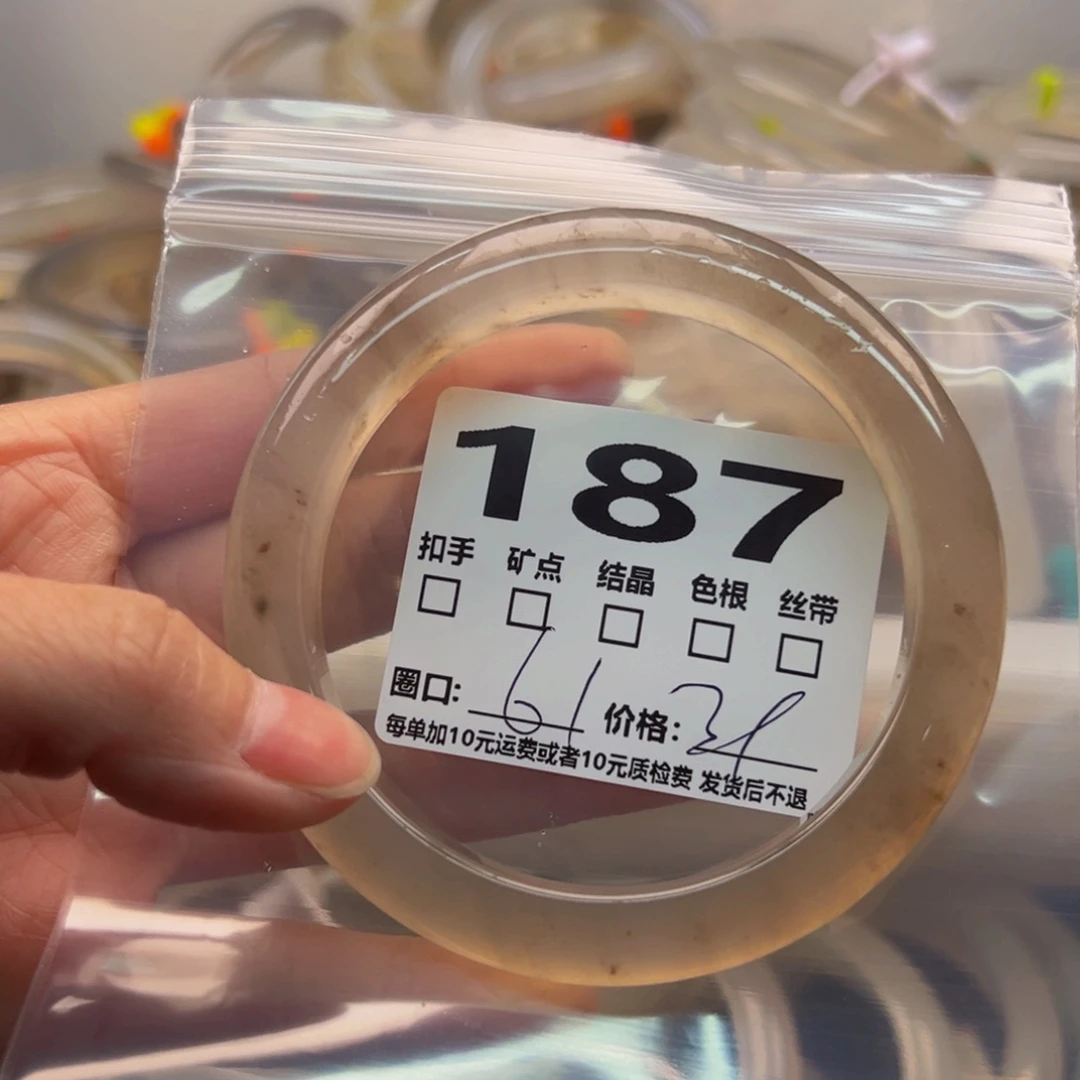 187
扣手 矿点 结晶 色根 丝带
圈口: 61 价格:
每单加10元运费或者10元质检费 发货后不退